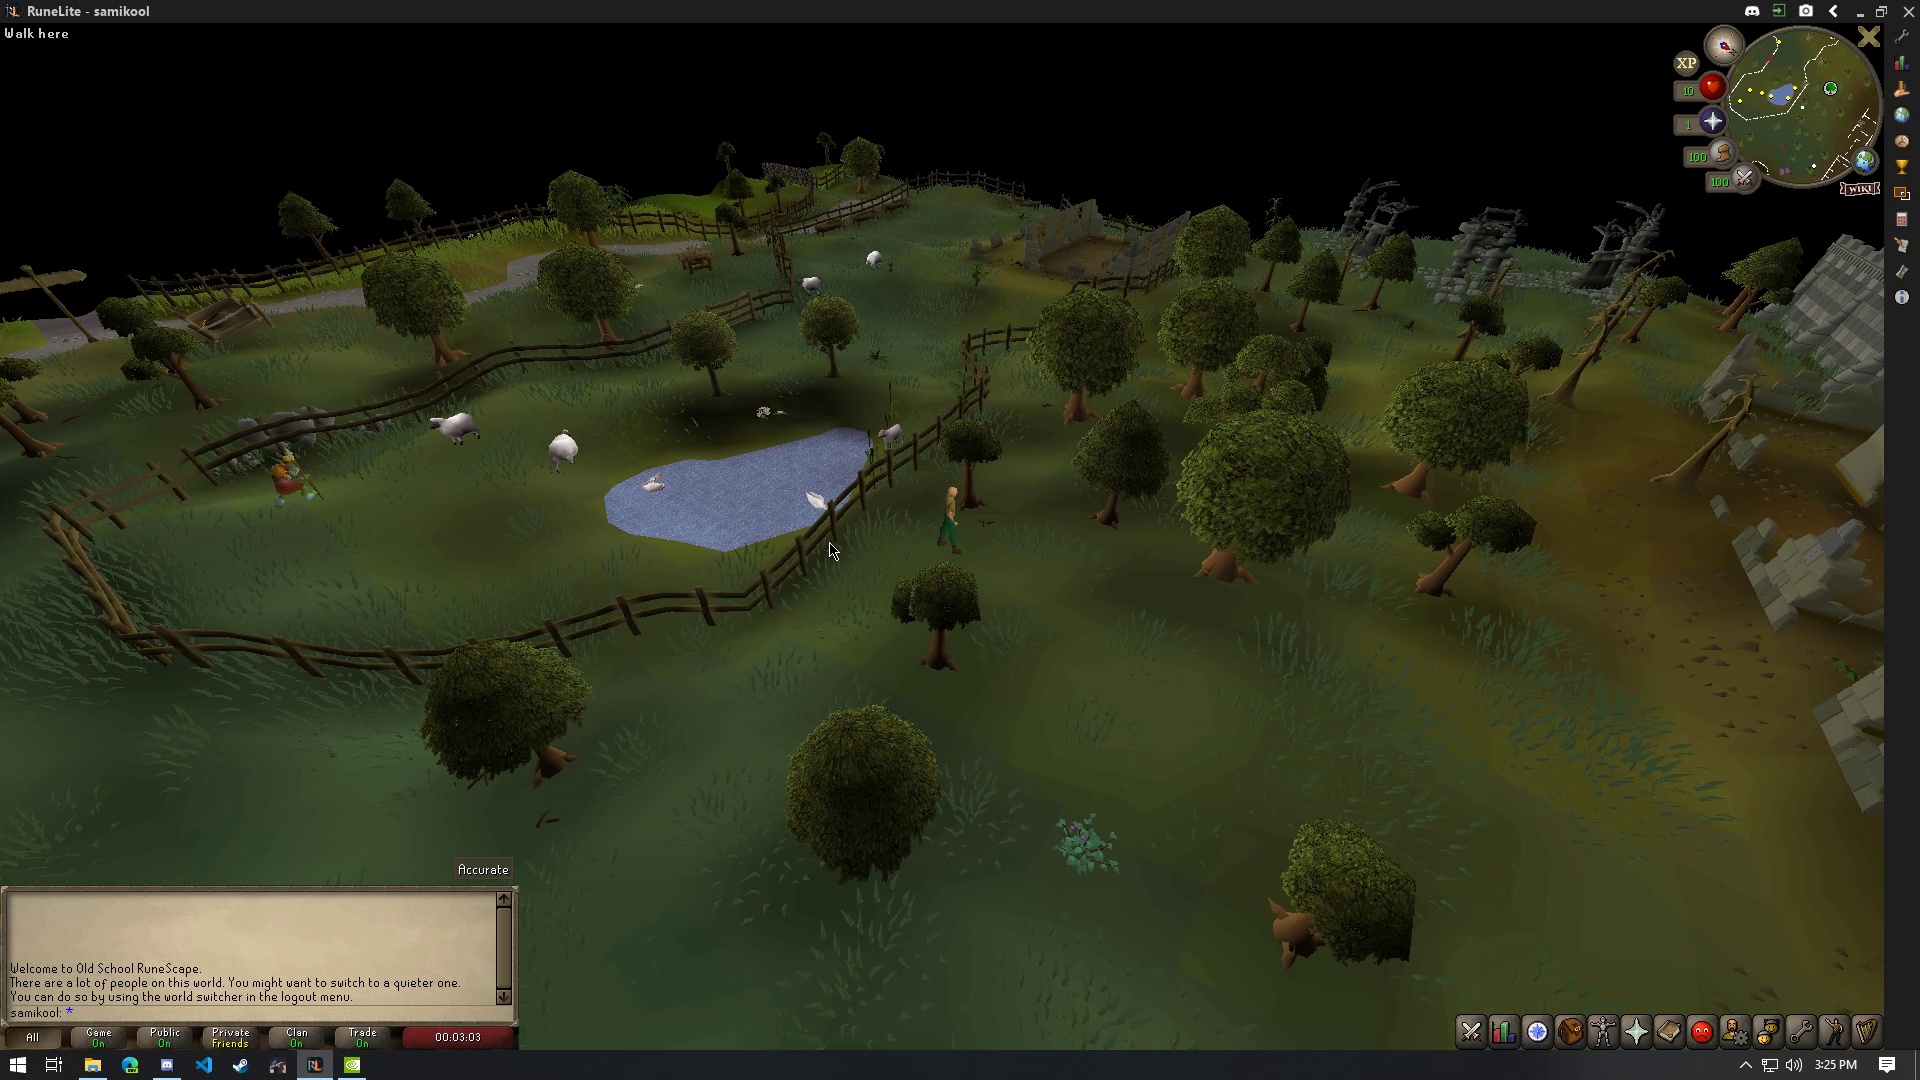 RuneLite - samikool
Walk here
XP
10
1
100
100
WIKI
Accurate
Welcome to Old School RuneScape.
There are a lot of people on this world. You might want to switch to a quieter one.
You can do so by using the world switcher in the logout menu.
samikool: *
All
Game
On
Public
On
Private
Friends
Clan
On
Trade
On
00:03:03
3:25 PM